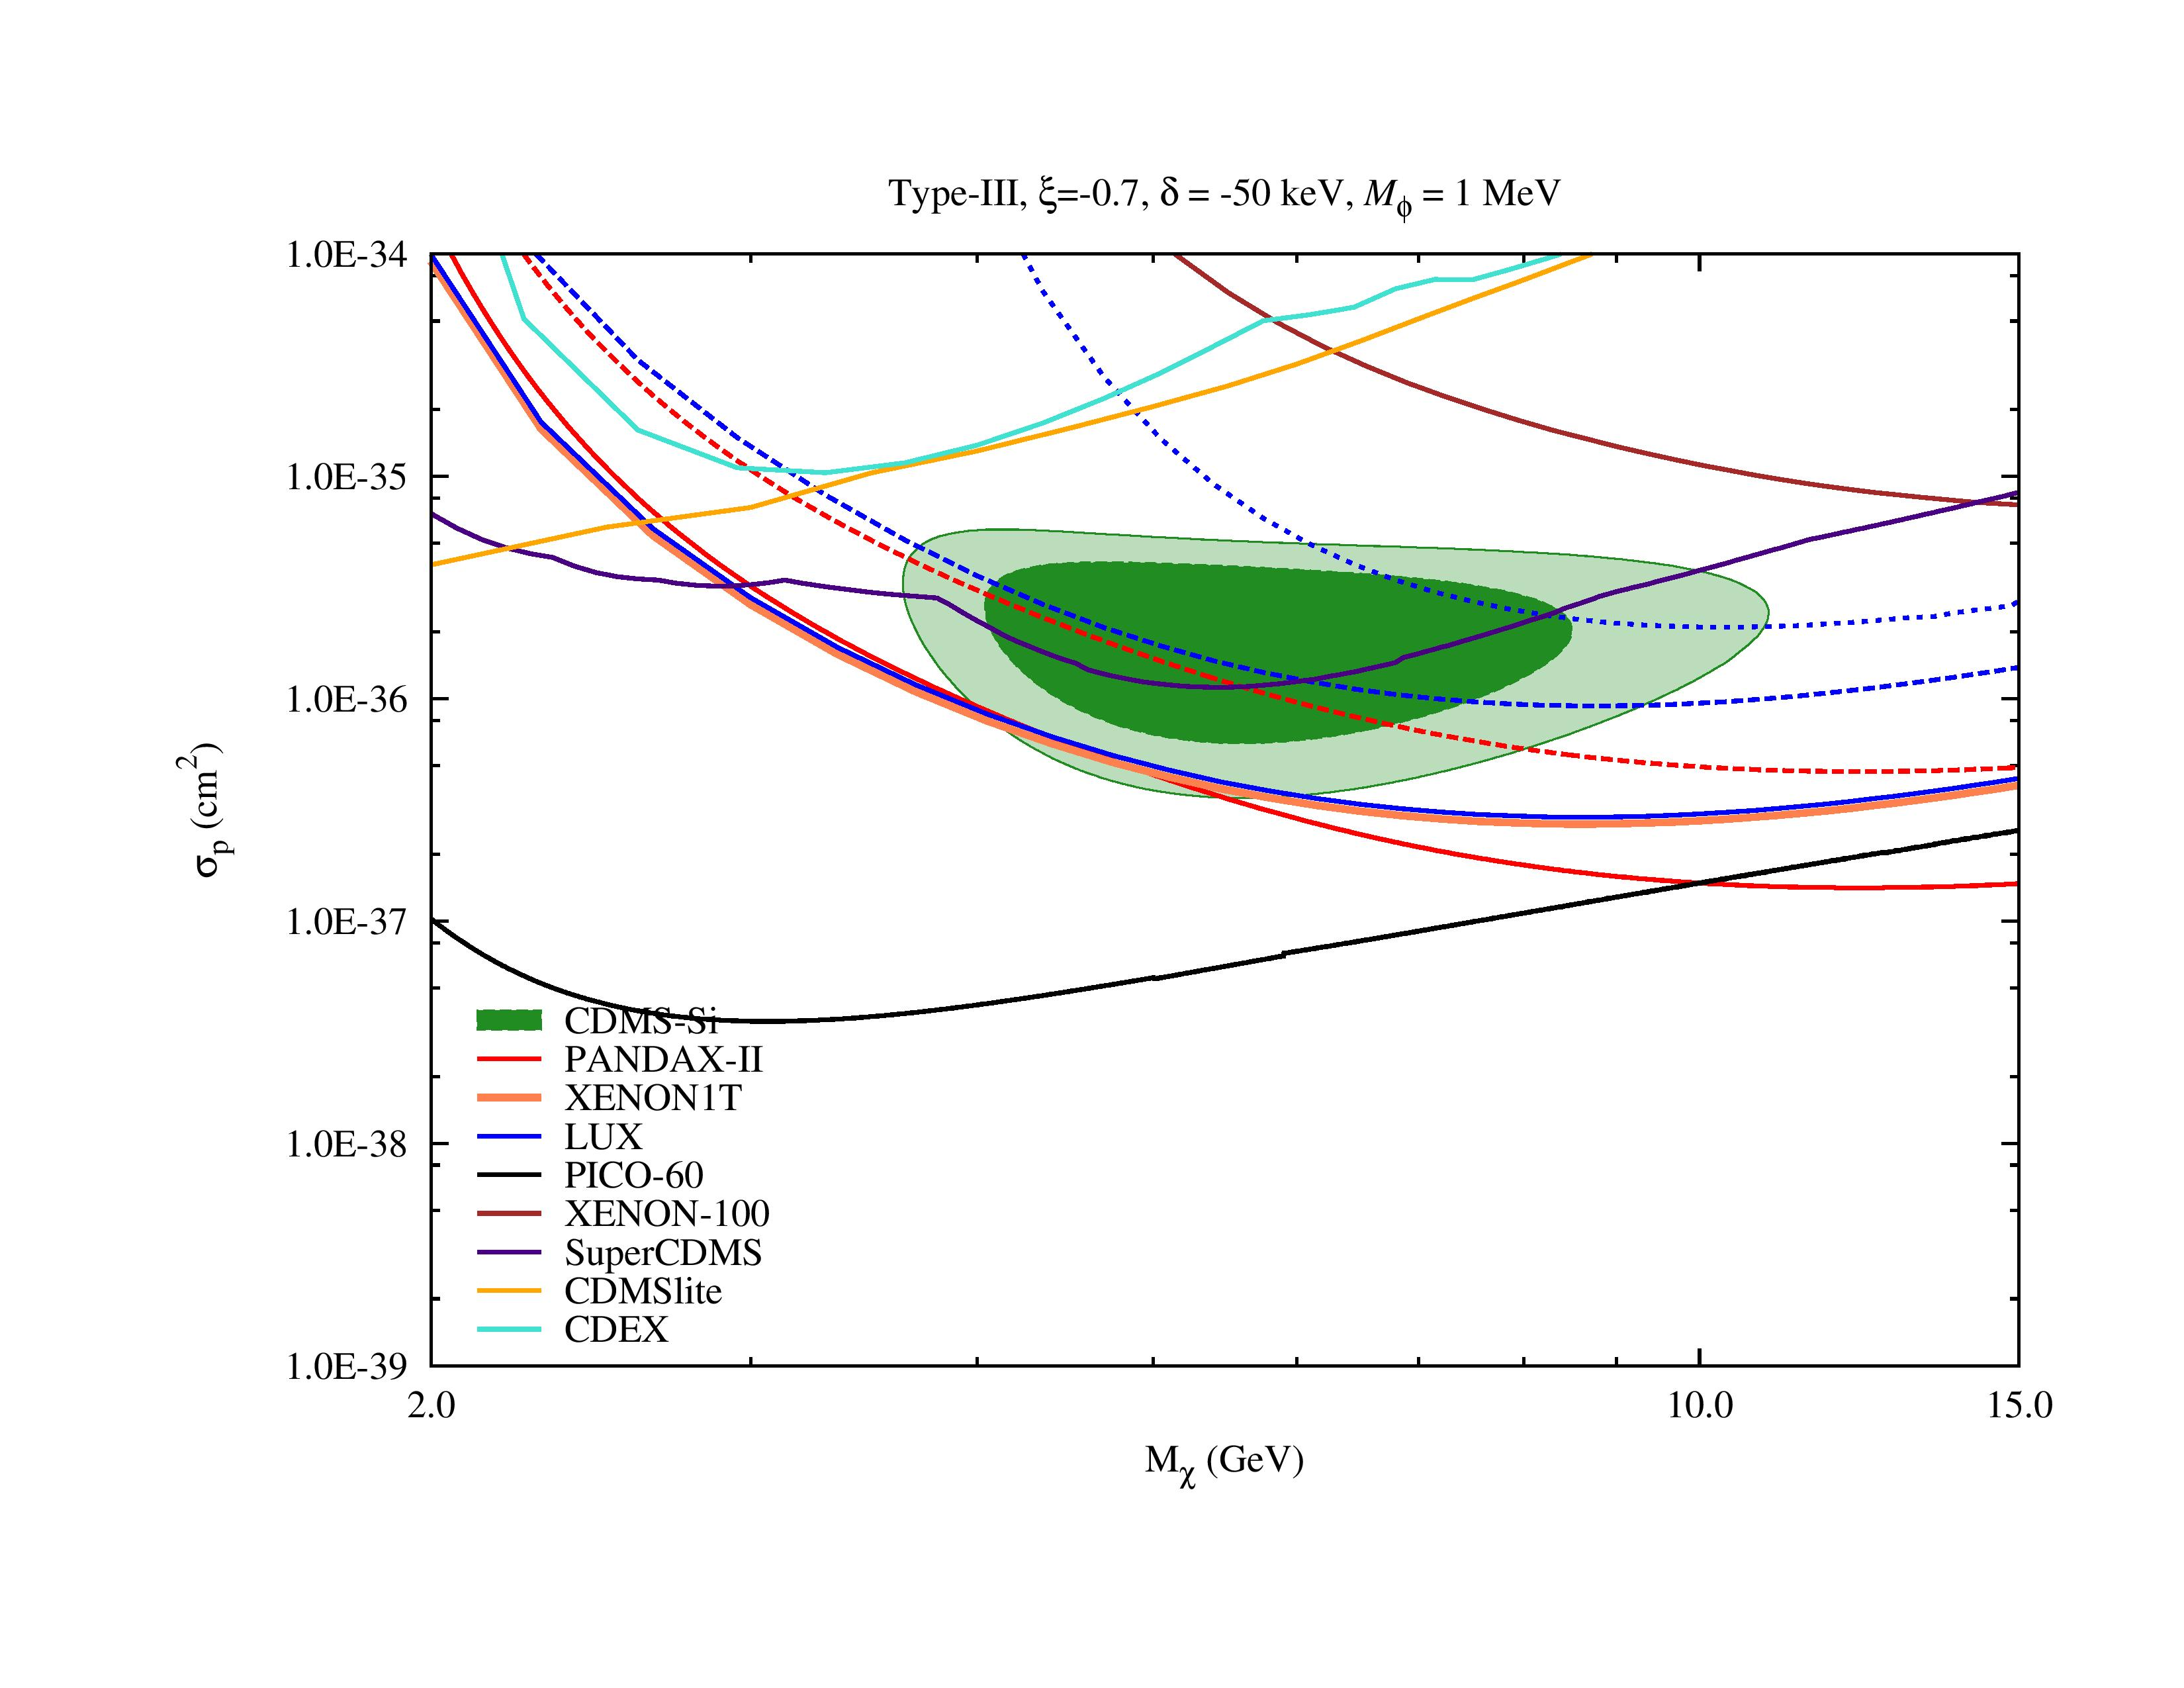 Type-III, ξ=-0.7, δ = -50 keV, Mϕ = 1 MeV
1.0E-34
1.0E-35
1.0E-36
1.0E-37
1.0E-38
1.0E-39
σp (cm2)
CDMS-Si
PANDAX-II
XENON1T
LUX
PICO-60
XENON-100
SuperCDMS
CDMSlite
CDEX
2.0 10.0 15.0
Mχ (GeV)